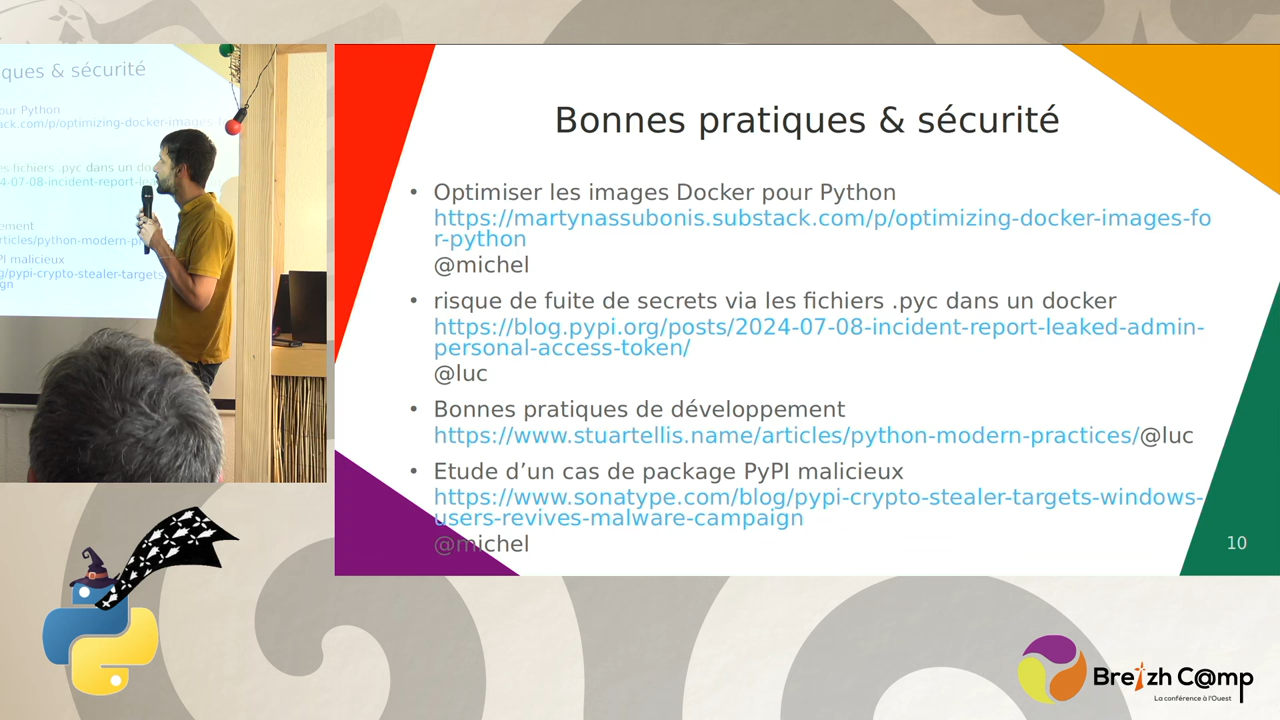 Bonnes pratiques & sécurité
• Optimiser les images Docker pour Python
https://martynassubonis.substack.com/p/optimizing-docker-images-fo
r-python
@michel
• risque de fuite de secrets via les fichiers .pyc dans un docker
https://blog.pypi.org/posts/2024-07-08-incident-report-leaked-admin-
personal-access-token/
@luc
• Bonnes pratiques de développement
https://www.stuartellis.name/articles/python-modern-practices/@luc
• Etude d’un cas de package PyPI malicieux
https://www.sonatype.com/blog/pypi-crypto-stealer-targets-windows-
users-revives-malware-campaign
@michel
10
ques & sécurité
our Python
ack.com/p/optimizing-docker-images-f
es fichiers .pyc dans un do
4-07-08-incident-report-lea
ement
rticles/python-modern-p
PI malicieux
g/pypi-crypto-stealer-targets
gn
Breizh C@mp
La conférence à l'Ouest